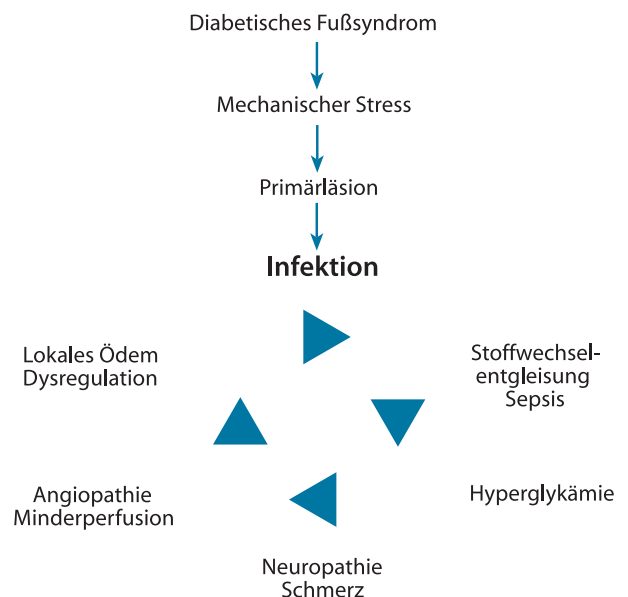 Diabetisches Fußsyndrom
Mechanischer Stress
Primärläsion
Infektion
Lokales Ödem
Dysregulation
Stoffwechsel-
entgleisung
Sepsis
Angiopathie
Minderperfusion
Hyperglykämie
Neuropathie
Schmerz